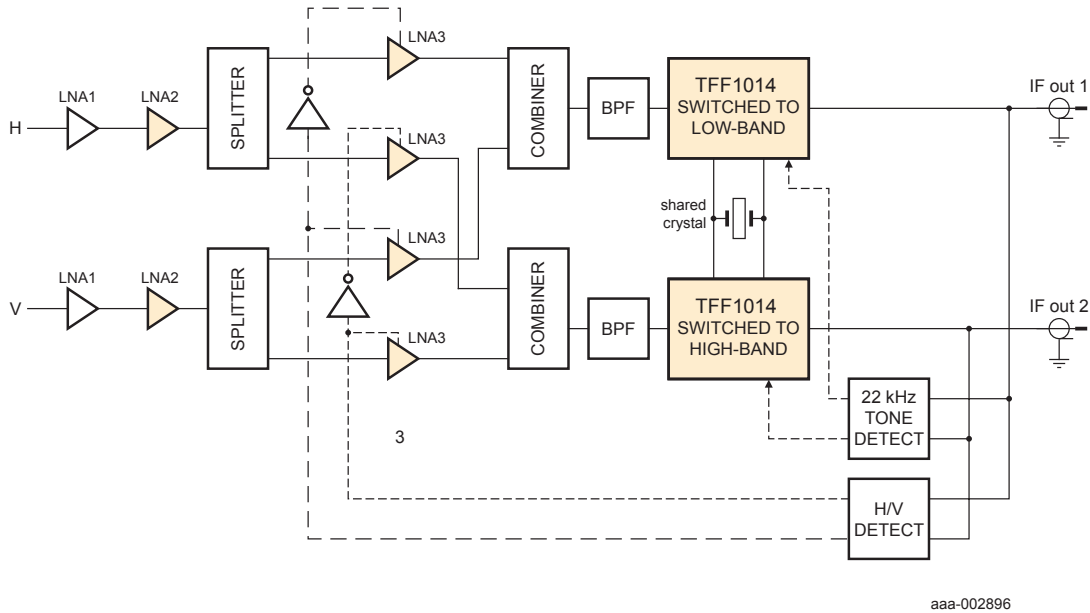 LNA3
IF out 1
LNA1
LNA2
H
SPLITTER
COMBINER
BPF
TFF1014
SWITCHED TO
LOW-BAND
LNA3
shared
crystal
LNA3
LNA1
LNA2
V
SPLITTER
COMBINER
BPF
TFF1014
SWITCHED TO
HIGH-BAND
IF out 2
LNA3
22 kHz
TONE
DETECT
3
H/V
DETECT
aaa-002896